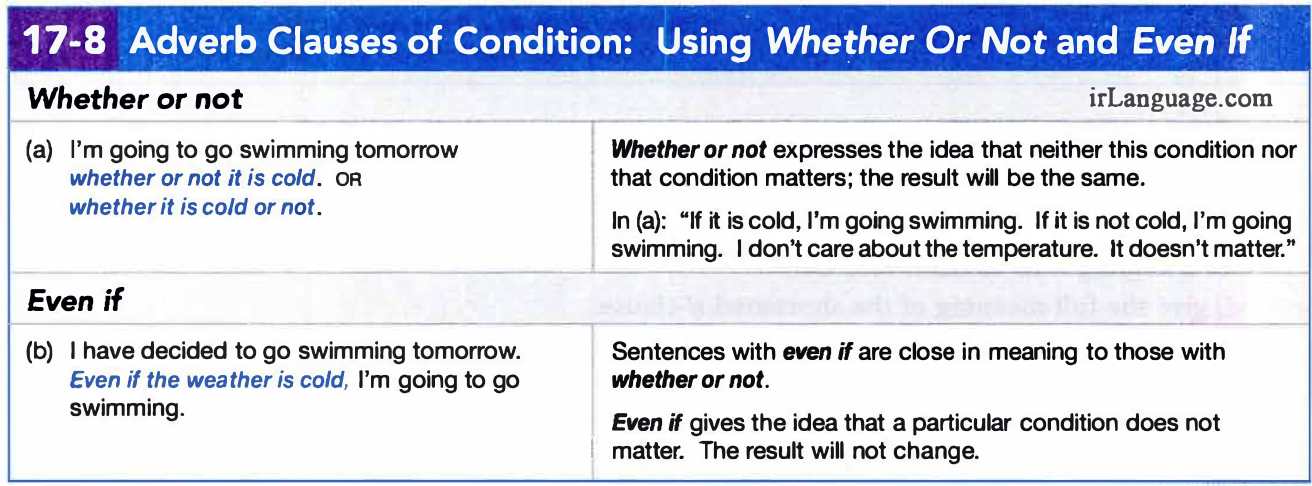 17-8 Adverb Clauses of Condition: Using Whether Or Not and Even If
Whether or not
irLanguage.com
(a) I'm going to go swimming tomorrow
whether or not it is cold. OR
whether it is cold or not.
Whether or not expresses the idea that neither this condition nor
that condition matters; the result will be the same.
In (a): "If it is cold, I'm going swimming. If it is not cold, I'm going
swimming. I don't care about the temperature. It doesn't matter."
Even if
(b) I have decided to go swimming tomorrow.
Even if the weather is cold, I'm going to go
swimming.
Sentences with even if are close in meaning to those with
whether or not.
Even if gives the idea that a particular condition does not
matter. The result will not change.